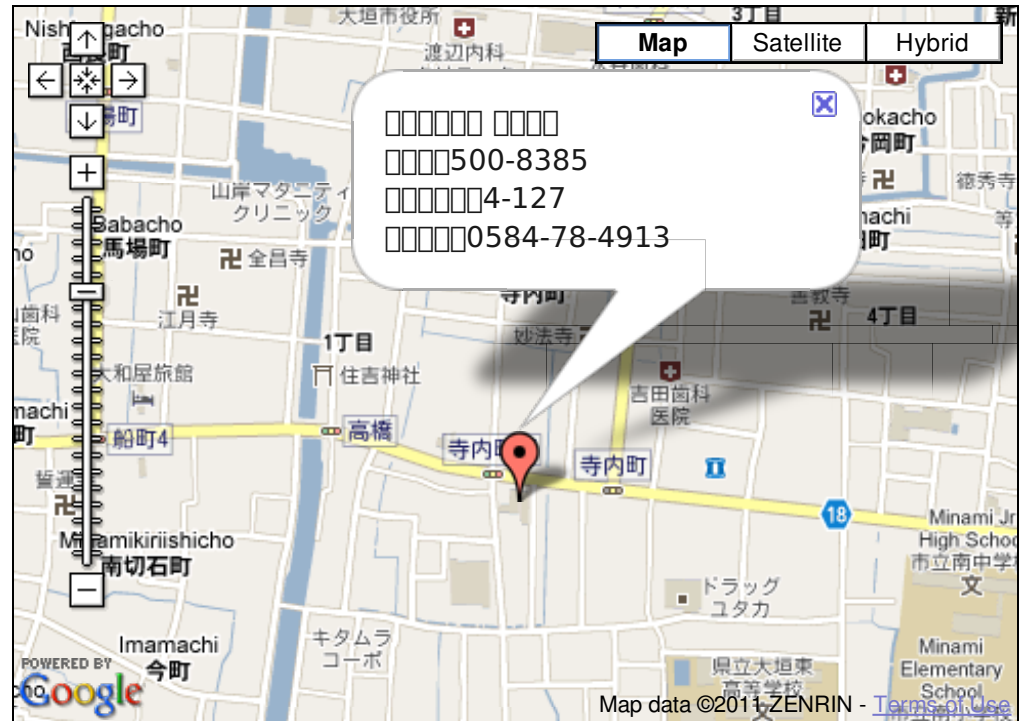 大垣市役所
3丁目
新
渡辺内科
Map
Satellite
Hybrid
場町
okacho
今岡町
□□□□□□ □□□□
□□□□500-8385
□□□□□□4-127
□□□□□0584-78-4913
徳秀寺
山岸マタニティ
クリニック
Babacho
馬場町
全昌寺
江月寺
1丁目
寺内町
妙法寺
善教寺
4丁目
大和屋旅館
住吉神社
吉田歯科
医院
船町4
高橋
寺内町
18
Minami Jr
High School
市立南中学
Minamikiriishicho
南切石町
ドラッグ
ユタカ
Imamachi
今町
キタムラ
コーポ
県立大垣東
高等学校
文
Minami
Elementary
School
POWERED BY
Google
Map data ©2011 ZENRIN - Terms of Use